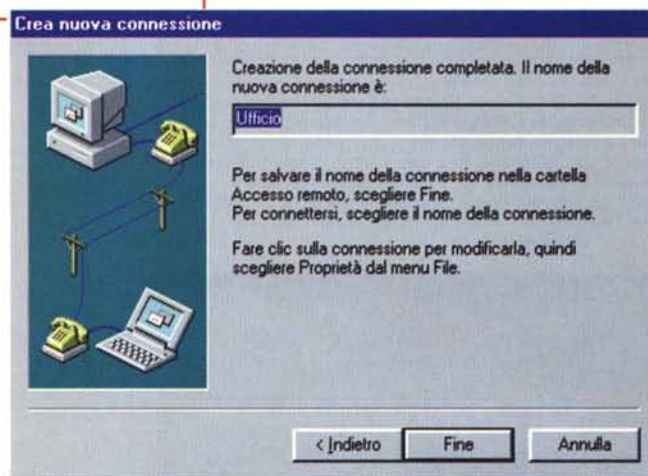 Crea nuova connessione
Creazione della connessione completata. Il nome della
nuova connessione è:
Ufficio
Per salvare il nome della connessione nella cartella
Accesso remoto, scegliere Fine.
Per connettersi, scegliere il nome della connessione.
Fare clic sulla connessione per modificarla, quindi
scegliere Proprietà dal menu File.
< Indietro
Fine
Annulla